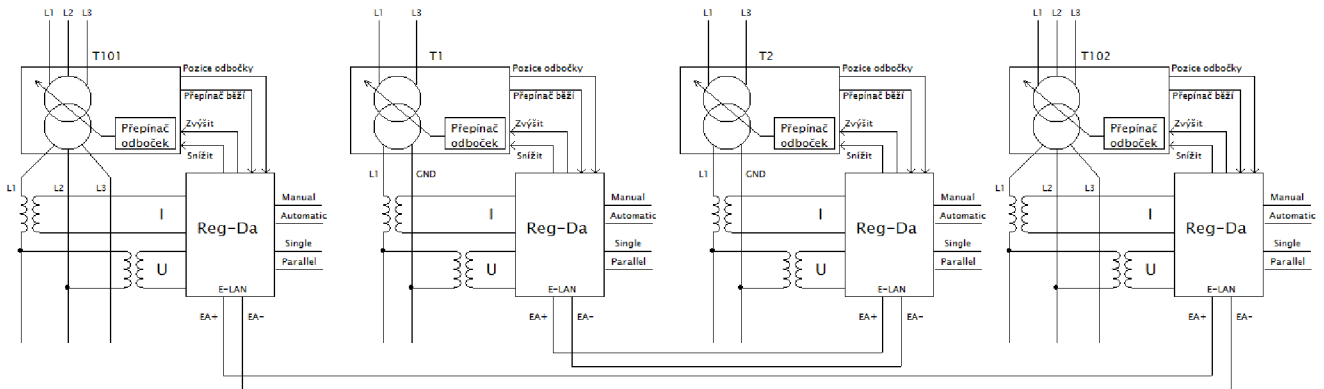 L1 L2 L3
T101
Pozice odbočky
Přepínač běží
Přepínač
odboček
Zvýšit
Snížit
L1 L2 L3
I
U
Reg-Da
E-LAN
Manual
Automatic
Single
Parallel
EA+ EA-
L1 L3
T1
Pozice odbočky
Přepínač běží
Přepínač
odboček
Zvýšit
Snížit
L1 GND
I
U
Reg-Da
E-LAN
Manual
Automatic
Single
Parallel
EA+ EA-
L1 L3
T2
Pozice odbočky
Přepínač běží
Přepínač
odboček
Zvýšit
Snížit
L1 GND
I
U
Reg-Da
E-LAN
Manual
Automatic
Single
Parallel
EA+ EA-
L1 L2 L3
T102
Pozice odbočky
Přepínač běží
Přepínač
odboček
Zvýšit
Snížit
L1 L2 L3
I
U
Reg-Da
E-LAN
Manual
Automatic
Single
Parallel
EA+ EA-